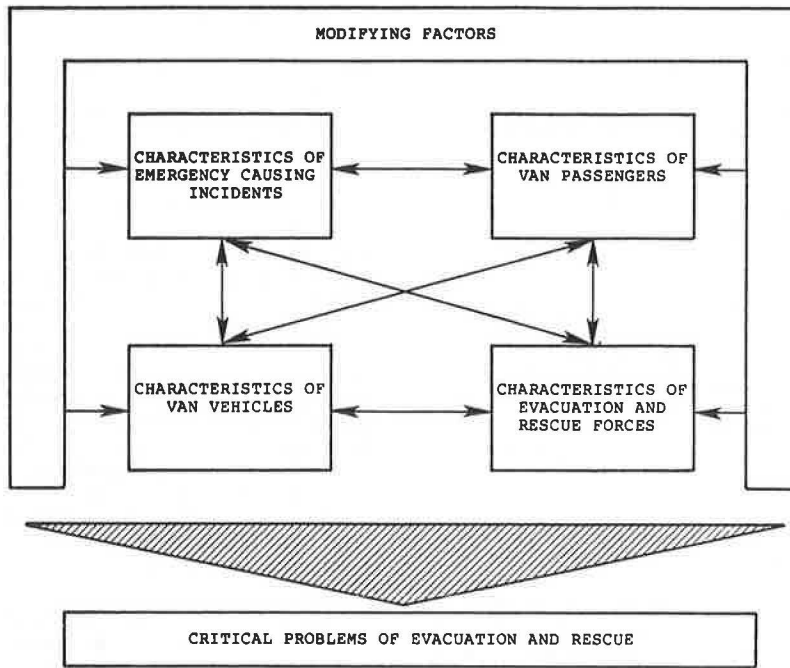 MODIFYING FACTORS
CHARACTERISTICS OF
EMERGENCY CAUSING
INCIDENTS
CHARACTERISTICS OF
VAN PASSENGERS
CHARACTERISTICS OF
VAN VEHICLES
CHARACTERISTICS OF
EVACUATION AND
RESCUE FORCES
CRITICAL PROBLEMS OF EVACUATION AND RESCUE